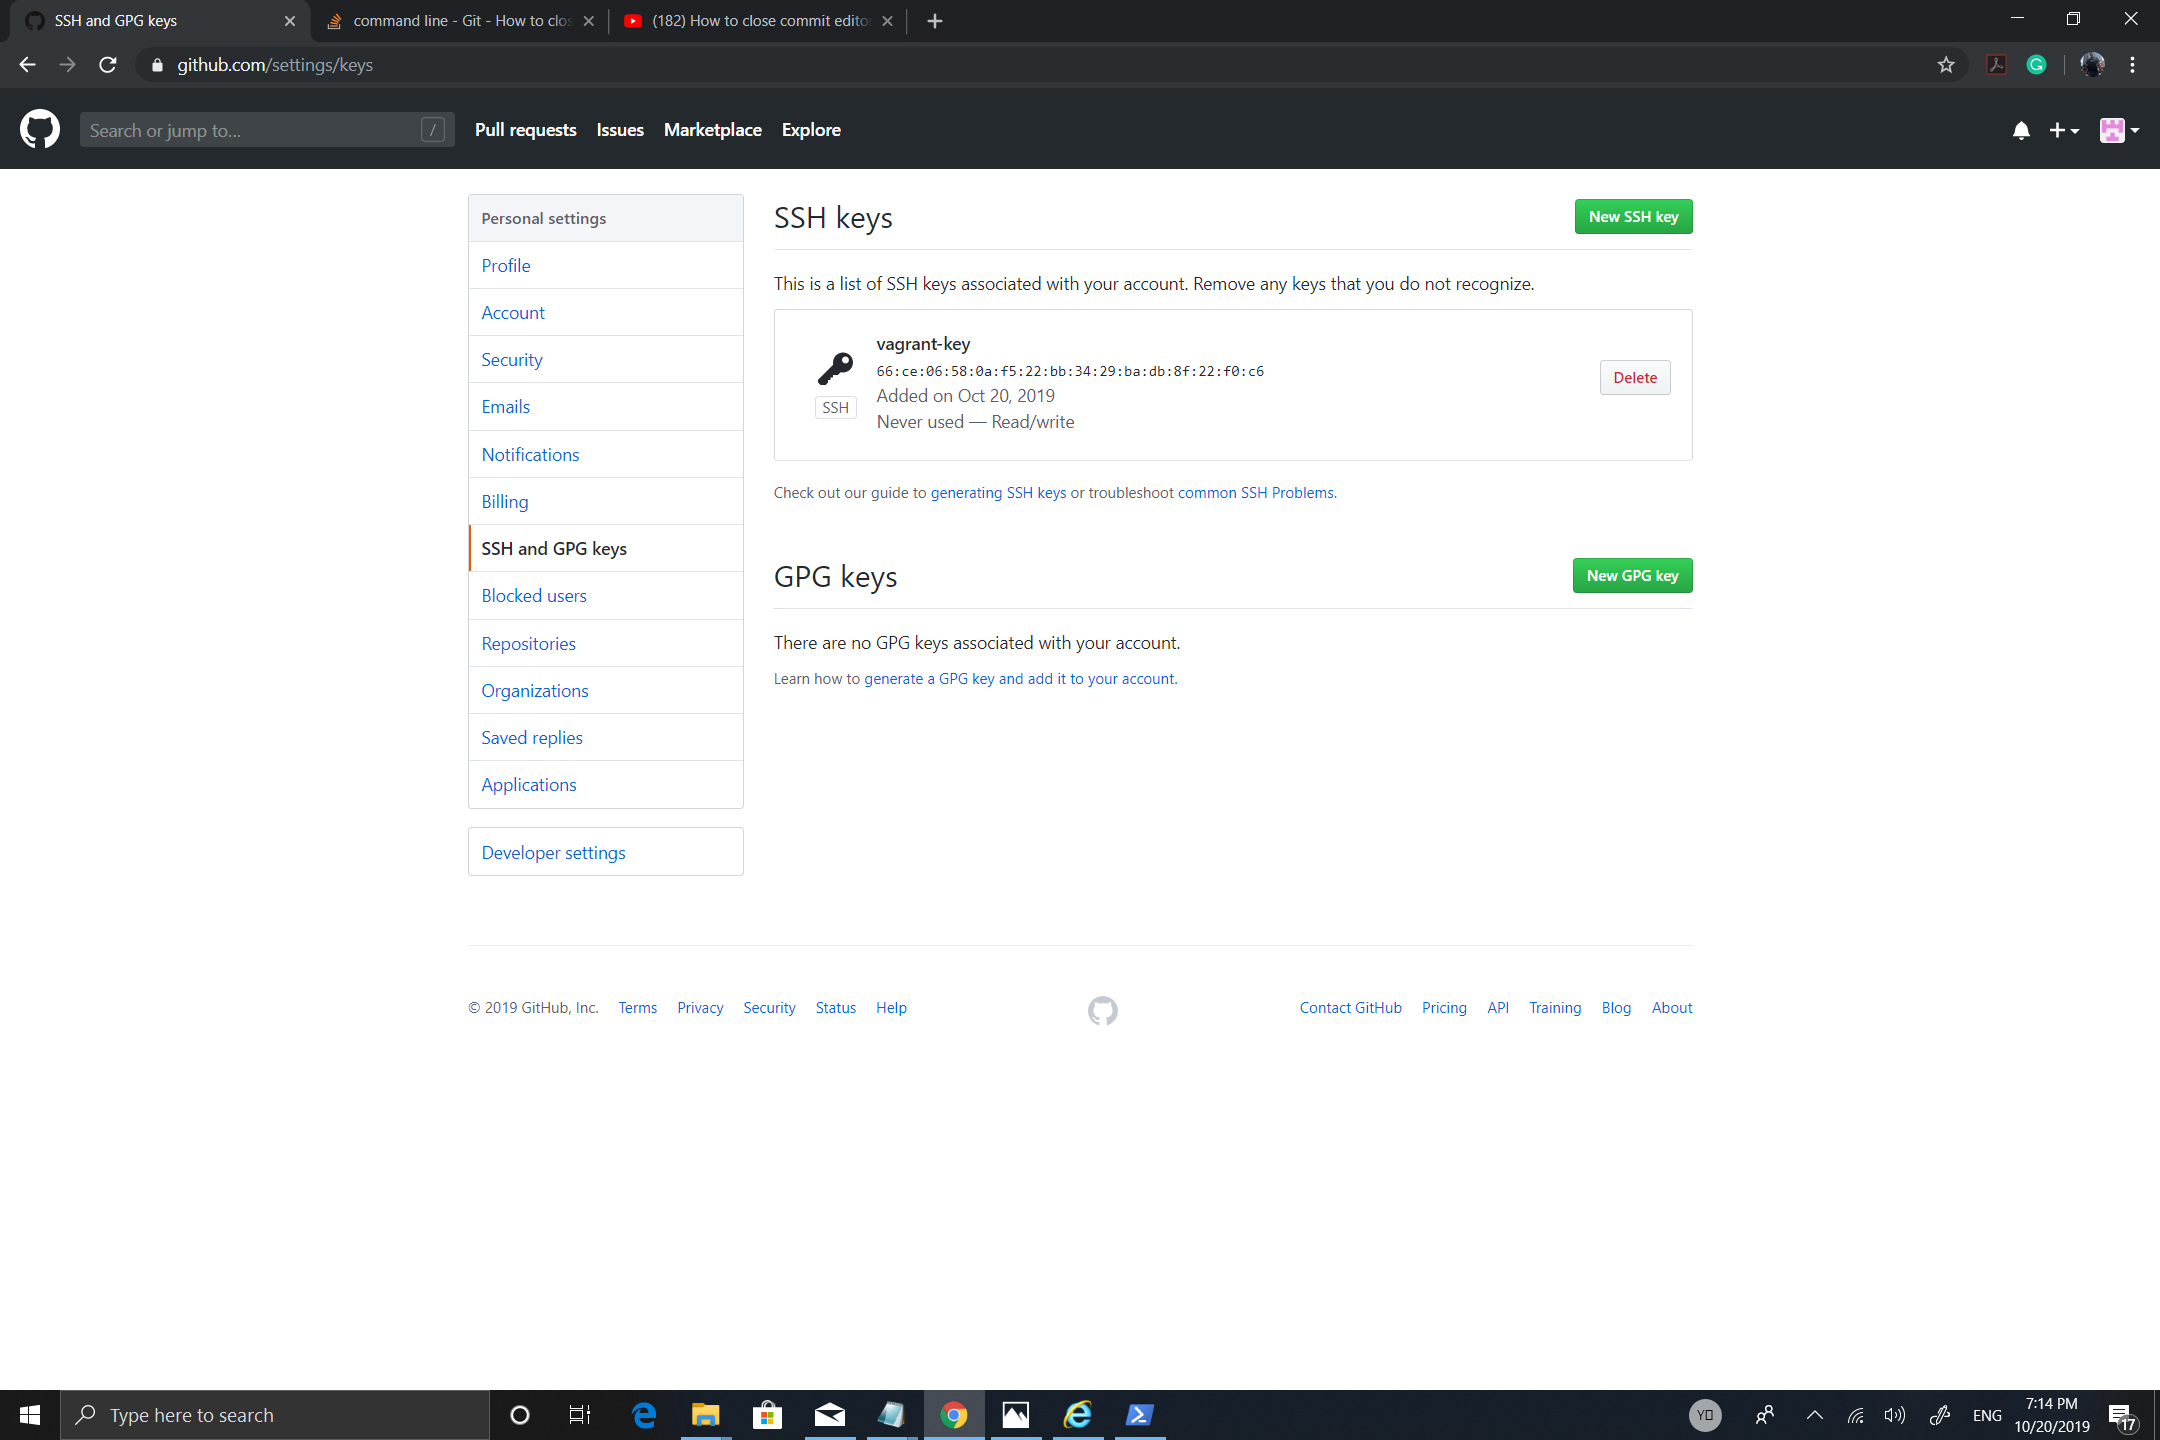 SSH and GPG keys
command line - Git - How to clos
(182) How to close commit edito
github.com/settings/keys
Search or jump to...
/
Pull requests
Issues
Marketplace
Explore
Personal settings
Profile
Account
Security
Emails
Notifications
Billing
SSH and GPG keys
Blocked users
Repositories
Organizations
Saved replies
Applications
Developer settings
SSH keys
New SSH key
This is a list of SSH keys associated with your account. Remove any keys that you do not recognize.
SSH
vagrant-key
66:ce:06:58:0a:f5:22:bb:34:29:ba:db:8f:22:f0:c6
Added on Oct 20, 2019
Never used — Read/write
Delete
Check out our guide to generating SSH keys or troubleshoot common SSH Problems.
GPG keys
New GPG key
There are no GPG keys associated with your account.
Learn how to generate a GPG key and add it to your account.
© 2019 GitHub, Inc.
Terms
Privacy
Security
Status
Help
Contact GitHub
Pricing
API
Training
Blog
About
Type here to search
ENG
7:14 PM
10/20/2019
17